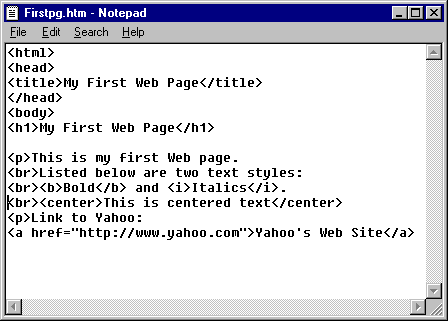 Firstpg.htm - Notepad
File Edit Search Help
<html>
<head>
<title>My First Web Page</title>
</head>
<body>
<h1>My First Web Page</h1>
<p>This is my first Web page.
<br>Listed below are two text styles:
<br><b>Bold</b> and <i>Italics</i>.
<br><center>This is centered text</center>
<p>Link to Yahoo:
<a href="http://www.yahoo.com">Yahoo's Web Site</a>